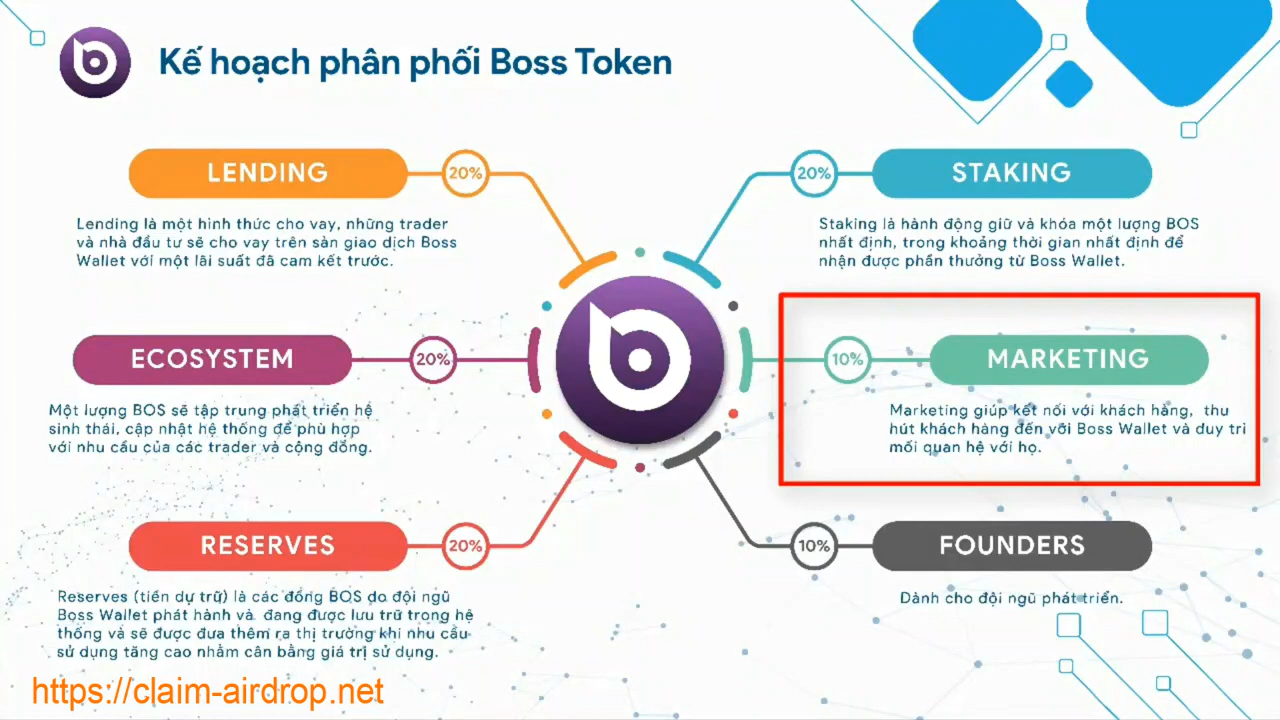 Kế hoạch phân phối Boss Token
LENDING
20%
Lending là một hình thức cho vay, những trader
và nhà đầu tư sẽ cho vay trên sàn giao dịch Boss
Wallet với một lãi suất đã cam kết trước.
20%
STAKING
Staking là hành động giữ và khóa một lượng BOS
nhất định, trong khoảng thời gian nhất định để
nhận được phần thưởng từ Boss Wallet.
ECOSYSTEM
20%
Một lượng BOS sẽ tập trung phát triển hệ
sinh thái, cập nhật hệ thống để phù hợp
với nhu cầu của các trader và cộng đồng.
10%
MARKETING
Marketing giúp kết nối với khách hàng, thu
hút khách hàng đến với Boss Wallet và duy trì
mối quan hệ với họ.
RESERVES
20%
Reserves (tiền dự trữ) là các đồng BOS do đội ngũ
Boss Wallet phát hành và đang được lưu trữ trong hệ
thống và sẽ được đưa thêm ra thị trường khi nhu cầu
sử dụng tăng cao nhằm cân bằng giá trị sử dụng.
10%
FOUNDERS
Dành cho đội ngũ phát triển.
https://claim-airdrop.net